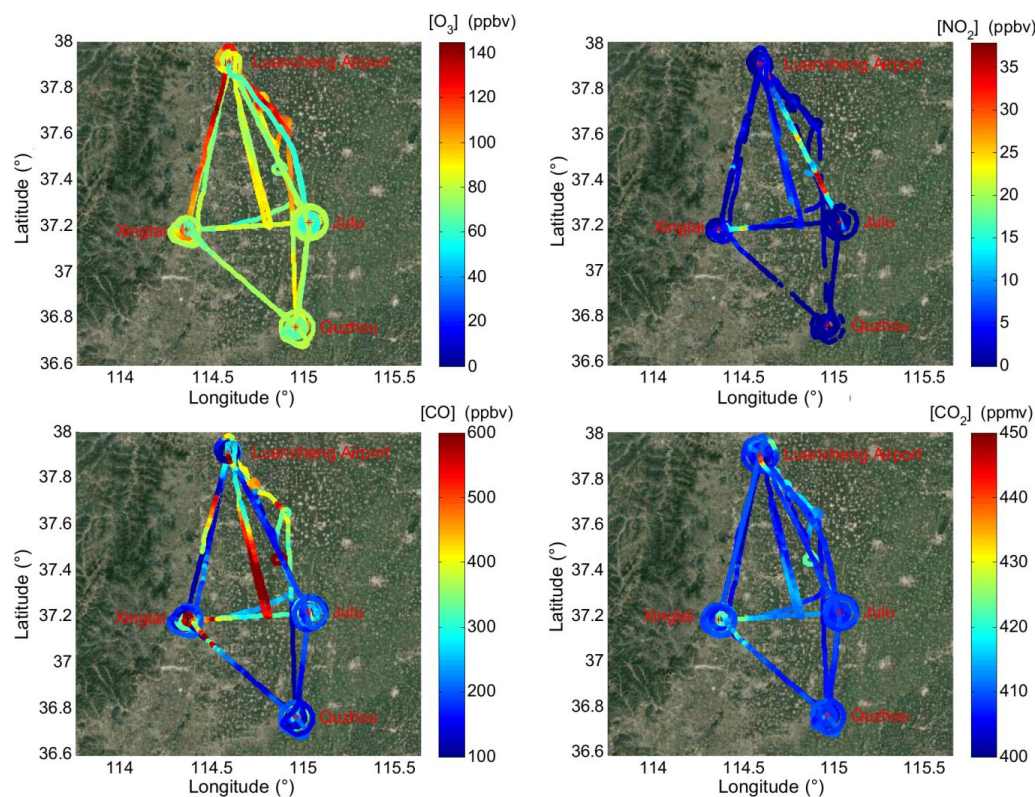 [O3] (ppbv)
38
37.8
37.6
37.4
37.2
37
36.8
36.6
Latitude (°)
114
114.5
115
115.5
Longitude (°)
Luancheng Airport
Xingtai
Julu
Quzhou
140
120
100
80
60
40
20
0
[NO2] (ppbv)
38
37.8
37.6
37.4
37.2
37
36.8
36.6
Latitude (°)
114
114.5
115
115.5
Longitude (°)
Luancheng Airport
Xingtai
Julu
Quzhou
35
30
25
20
15
10
5
0
[CO] (ppbv)
38
37.8
37.6
37.4
37.2
37
36.8
36.6
Latitude (°)
114
114.5
115
115.5
Longitude (°)
Luancheng Airport
Xingtai
Julu
Quzhou
600
500
400
300
200
100
[CO2] (ppmv)
38
37.8
37.6
37.4
37.2
37
36.8
36.6
Latitude (°)
114
114.5
115
115.5
Longitude (°)
Luancheng Airport
Xingtai
Julu
Quzhou
450
440
430
420
410
400